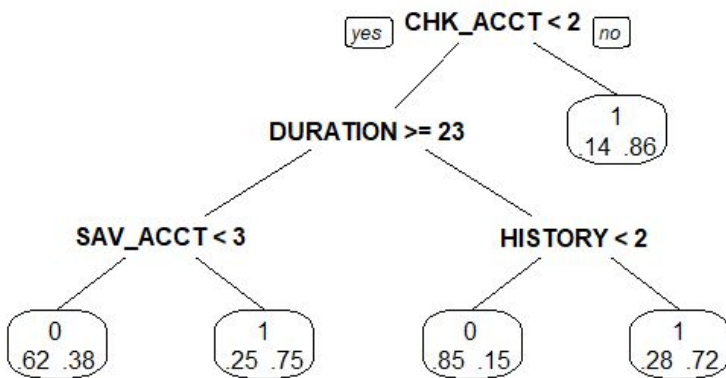 yes CHK_ACCT < 2 no
1
.14 .86
DURATION >= 23
SAV_ACCT < 3 HISTORY < 2
0 1 0 1
.62 .38 .25 .75 .85 .15 .28 .72